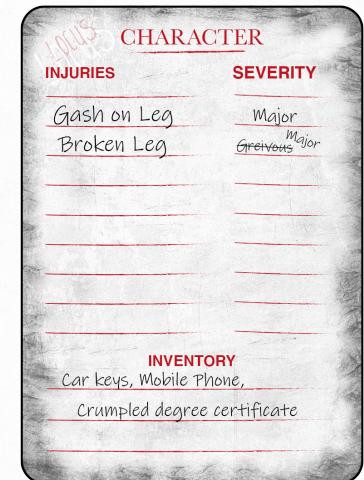 LOCUS
CHARACTER
INJURIES SEVERITY
Gash on Leg Major
Broken Leg Greivous Major
INVENTORY
Car keys, Mobile Phone,
Crumpled degree certificate